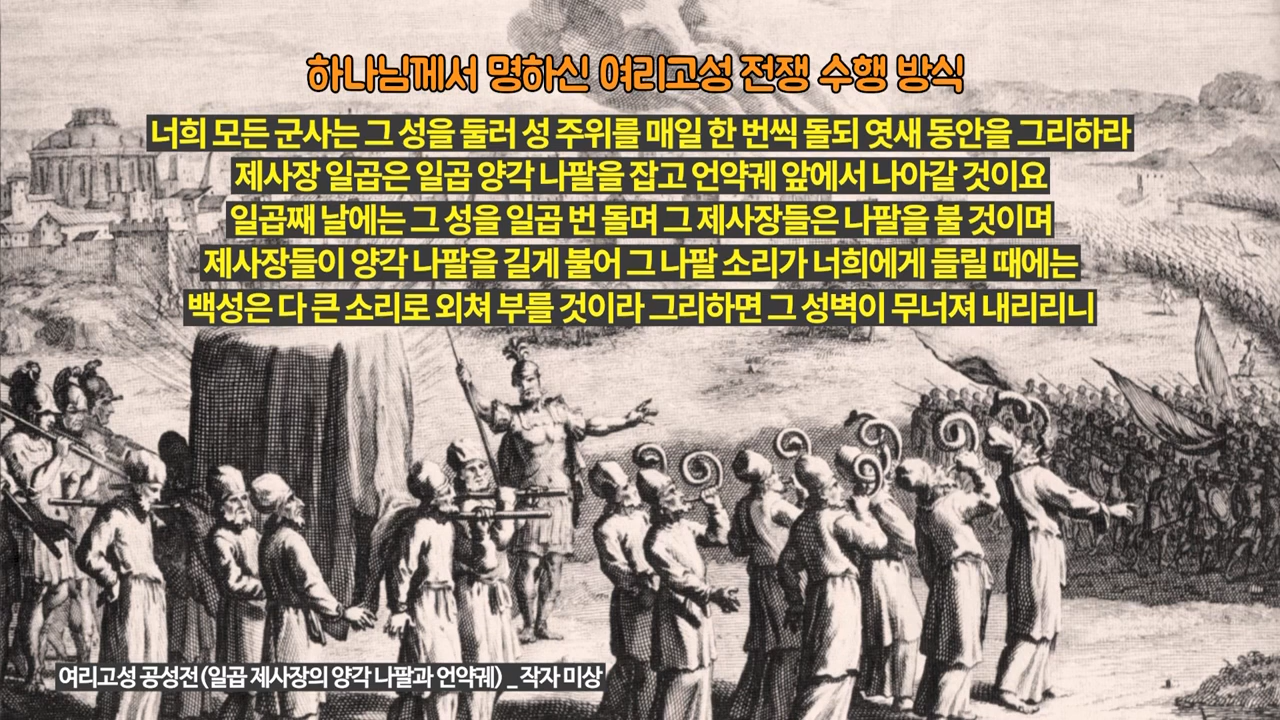 하나님께서 명하신 여리고성 전쟁 수행 방식
너희 모든 군사는 그 성을 둘러 성 주위를 매일 한 번씩 돌되 엿새 동안을 그리하라
제사장 일곱은 일곱 양각 나팔을 잡고 언약궤 앞에서 나아갈 것이요
일곱째 날에는 그 성을 일곱 번 돌며 그 제사장들은 나팔을 불 것이며
제사장들이 양각 나팔을 길게 불어 그 나팔 소리가 너희에게 들릴 때에는
백성은 다 큰 소리로 외쳐 부를 것이라 그리하면 그 성벽이 무너져 내리리니
여리고성 공성전(일곱 제사장의 양각 나팔과 언약궤) _ 작자 미상